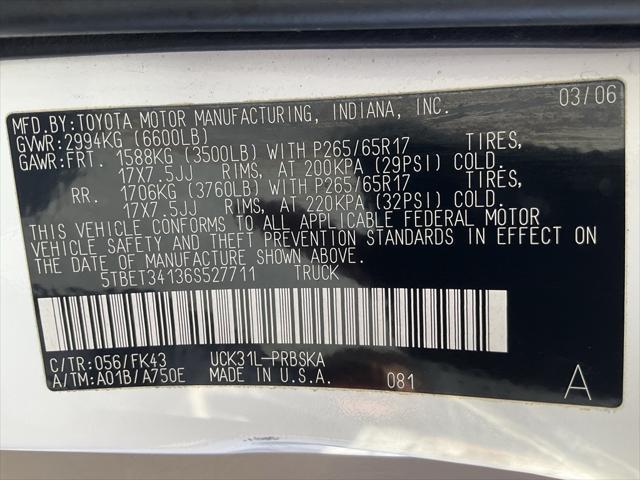 MFD.BY:TOYOTA MOTOR MANUFACTURING, INDIANA, INC. 03/06
GVWR:2994KG (6600LB)
GAWR:FRT. 1588KG (3500LB) WITH P265/65R17 TIRES,
17X7.5JJ RIMS, AT 200KPA (29PSI) COLD.
RR. 1706KG (3760LB) WITH P265/65R17 TIRES,
17X7.5JJ RIMS, AT 220KPA (32PSI) COLD.
THIS VEHICLE CONFORMS TO ALL APPLICABLE FEDERAL MOTOR
VEHICLE SAFETY AND THEFT PREVENTION STANDARDS IN EFFECT ON
THE DATE OF MANUFACTURE SHOWN ABOVE.
5TBET34136S527711 TRUCK
C/TR:056/FK43 UCK31L-PRBSKA
A/TM:A01B/A750E MADE IN U.S.A. 081 A